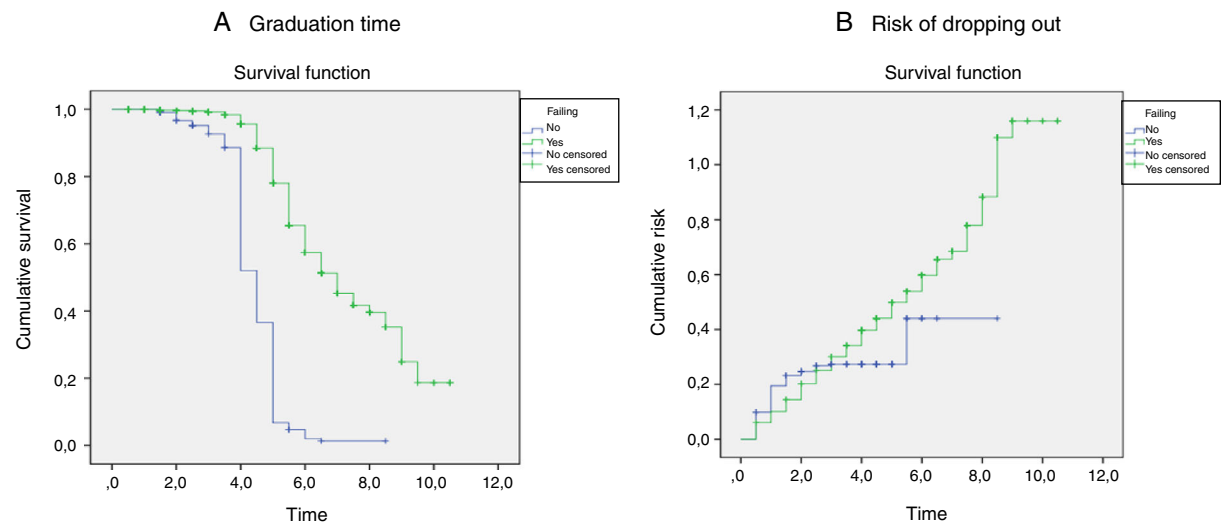 A Graduation time
Survival function
Cumulative survival
1,0
0,8
0,6
0,4
0,2
0,0
,0 2,0 4,0 6,0 8,0 10,0 12,0
Time
Failing
No
Yes
No censored
Yes censored
B Risk of dropping out
Survival function
Cumulative risk
1,2
1,0
0,8
0,6
0,4
0,2
0,0
,0 2,0 4,0 6,0 8,0 10,0 12,0
Time
Failing
No
Yes
No censored
Yes censored